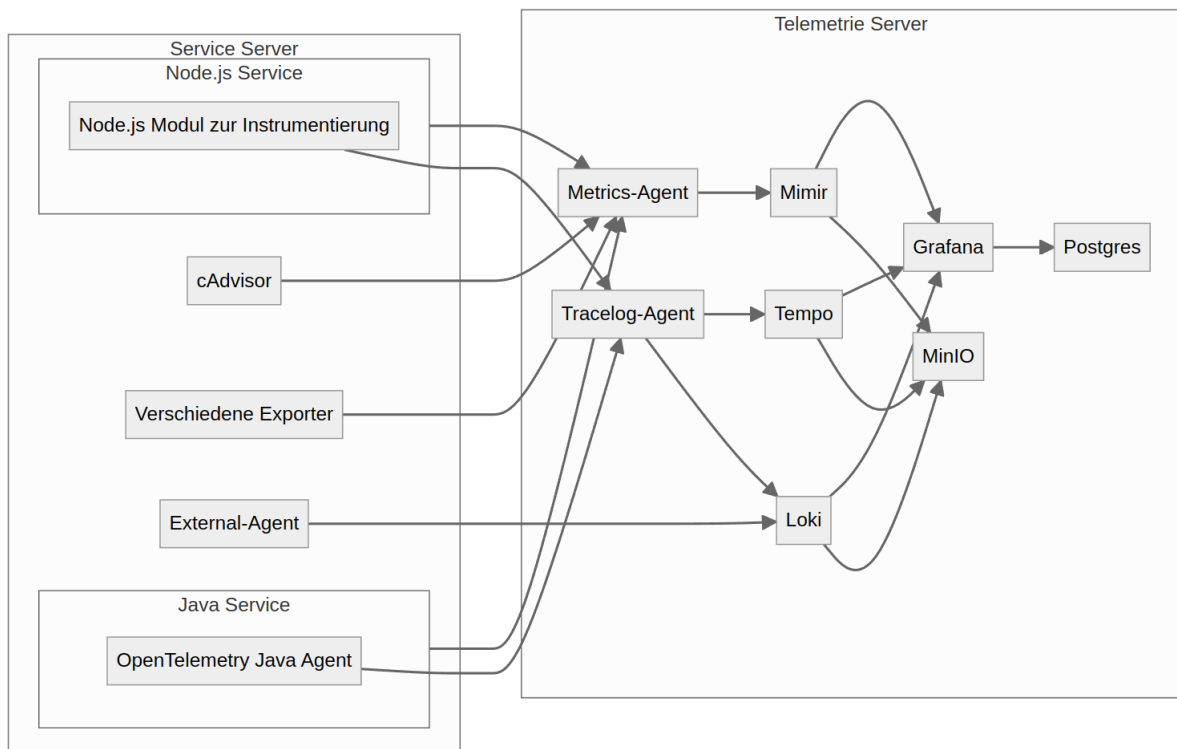 Telemetrie Server
Service Server
Node.js Service
Node.js Modul zur Instrumentierung
Metrics-Agent
Mimir
Grafana
Postgres
cAdvisor
Tracelog-Agent
Tempo
MinIO
Verschiedene Exporter
External-Agent
Loki
Java Service
OpenTelemetry Java Agent